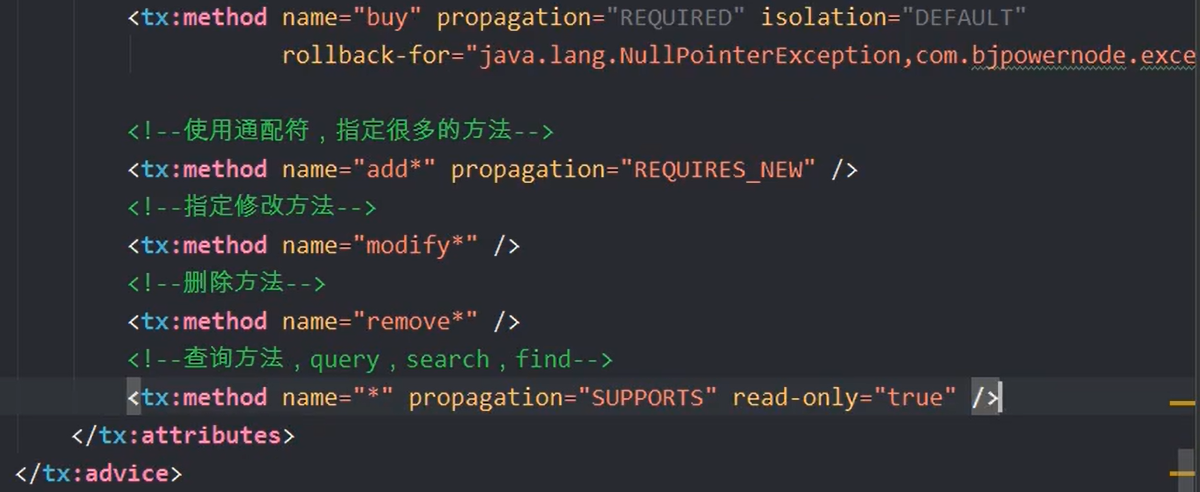 <tx:method name="buy" propagation="REQUIRED" isolation="DEFAULT"
rollback-for="java.lang.NullPointerException,com.bjpowernode.exce
<!--使用通配符，指定很多的方法-->
<tx:method name="add*" propagation="REQUIRES_NEW" />
<!--指定修改方法-->
<tx:method name="modify*" />
<!--删除方法-->
<tx:method name="remove*" />
<!--查询方法，query，search，find-->
<tx:method name="*" propagation="SUPPORTS" read-only="true" />
</tx:attributes>
</tx:advice>